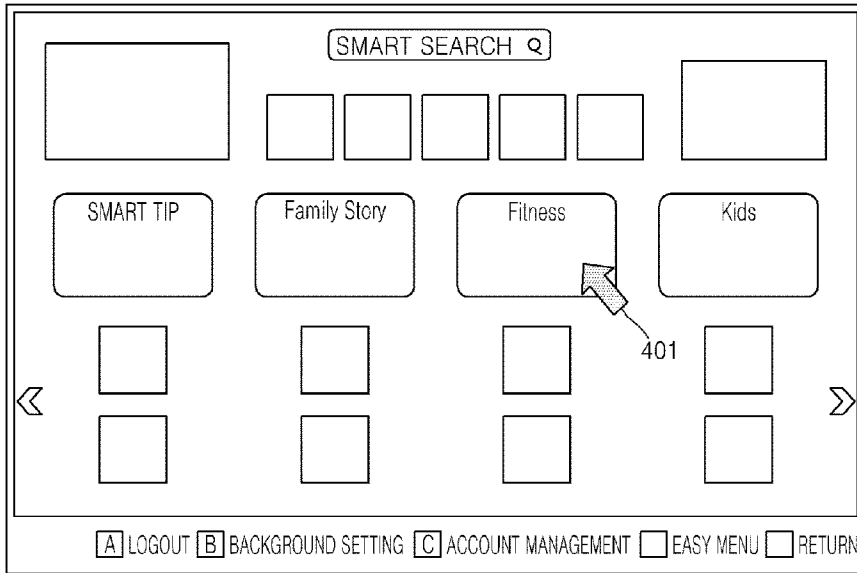 SMART SEARCH
SMART TIP Family Story Fitness Kids
401
A LOGOUT B BACKGROUND SETTING C ACCOUNT MANAGEMENT EASY MENU RETURN